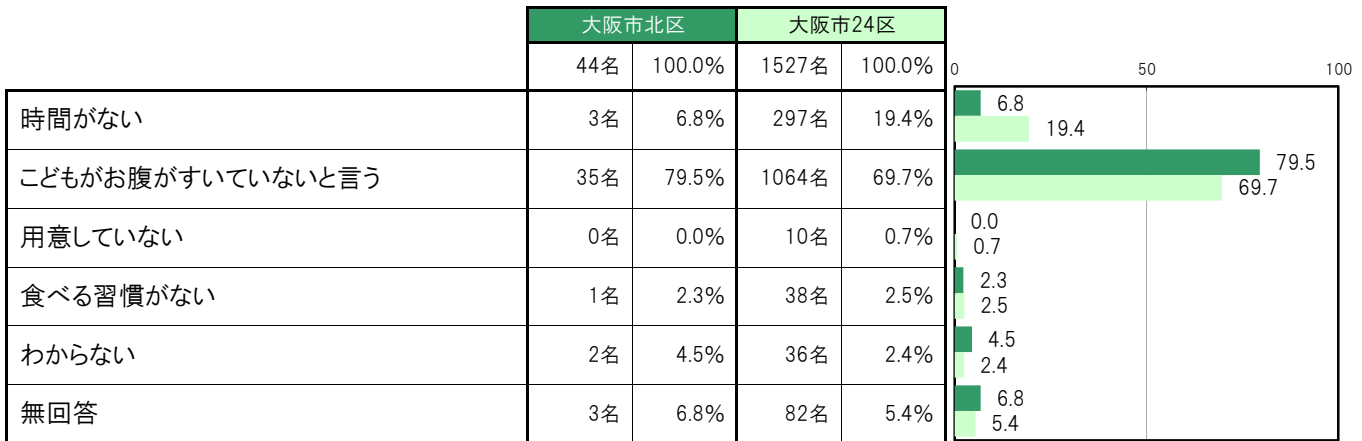 大阪市北区 大阪市24区
44名 100.0% 1527名 100.0% 0 50 100
時間がない 3名 6.8% 297名 19.4% 6.8
19.4
こどもがお腹がすいていないと言う 35名 79.5% 1064名 69.7% 79.5
69.7
用意していない 0名 0.0% 10名 0.7% 0.0
0.7
食べる習慣がない 1名 2.3% 38名 2.5% 2.3
2.5
わからない 2名 4.5% 36名 2.4% 4.5
2.4
無回答 3名 6.8% 82名 5.4% 6.8
5.4